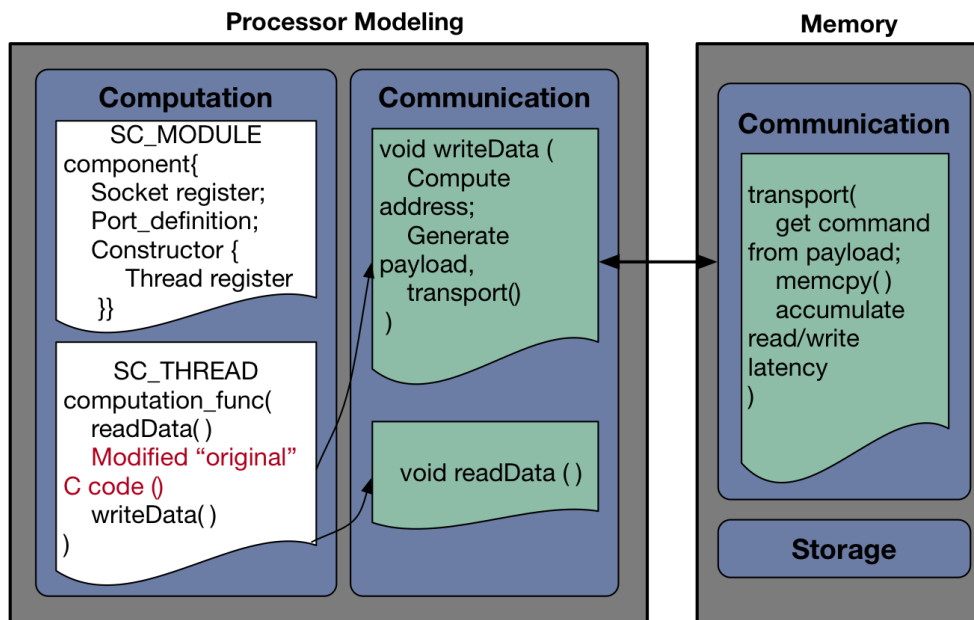 Processor Modeling
Memory
Computation
SC_MODULE
component{
Socket register;
Port_definition;
Constructor {
Thread register
}}
SC_THREAD
computation_func(
readData( )
Modified “original”
C code ()
writeData( )
)
Communication
void writeData (
Compute
address;
Generate
payload,
transport()
)
void readData ( )
Communication
transport(
get command
from payload;
memcpy( )
accumulate
read/write
latency
)
Storage